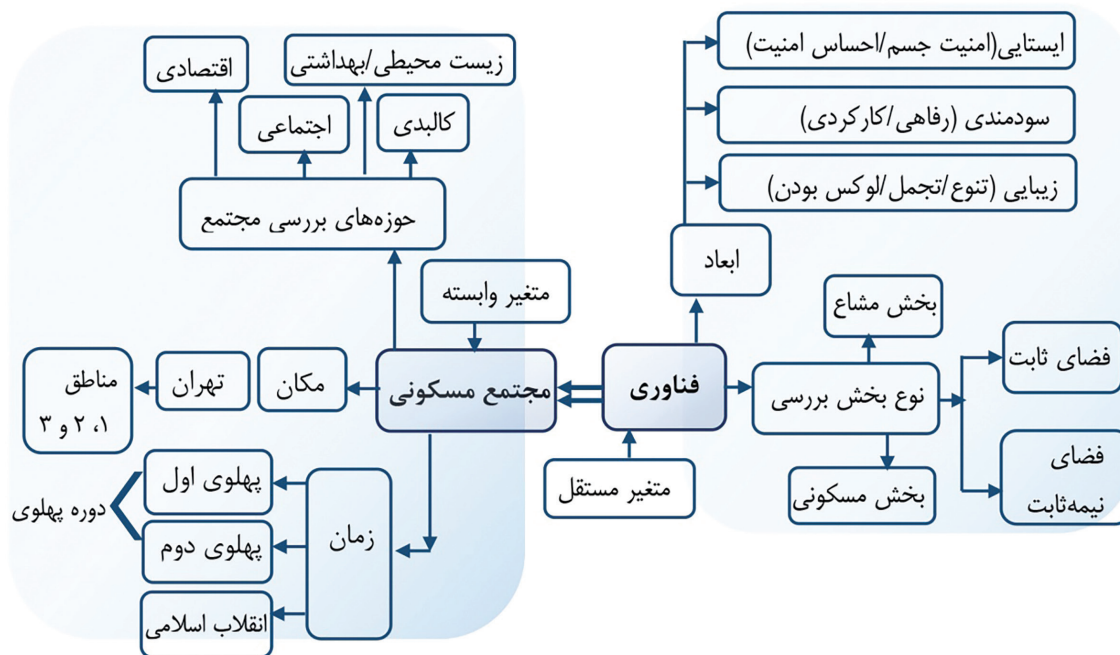 ایستایی(امنیت جسم/احساس امنیت)
سودمندی (رفاهی/کارکردی)
زیبایی (تنوع/تجمل/لوکس بودن)
ابعاد
بخش مشاع
فضای ثابت
نوع بخش بررسی
فضای
نیمه‌ثابت
بخش مسکونی
فناوری
متغیر مستقل
زیست محیطی/بهداشتی
اقتصادی
کالبدی
اجتماعی
حوزه‌های بررسی مجتمع
متغیر وابسته
مجتمع مسکونی
مکان
تهران
مناطق
۱، ۲ و ۳
زمان
پهلوی اول
دوره پهلوی
پهلوی دوم
انقلاب اسلامی